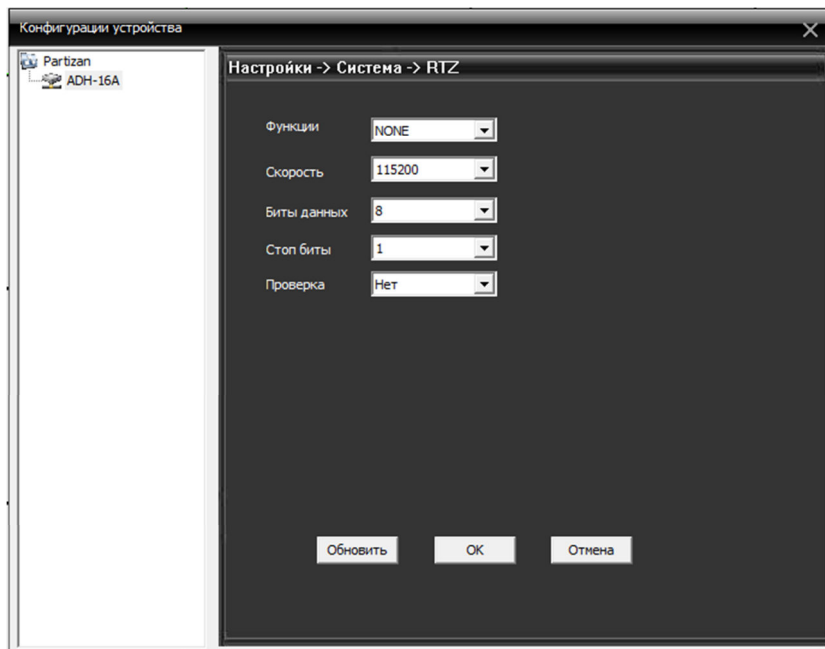 Конфигурации устройства
Partizan
ADH-16A
Настройки -> Система -> RTZ
Функции NONE
Скорость 115200
Биты данных 8
Стоп биты 1
Проверка Нет
Обновить OK Отмена